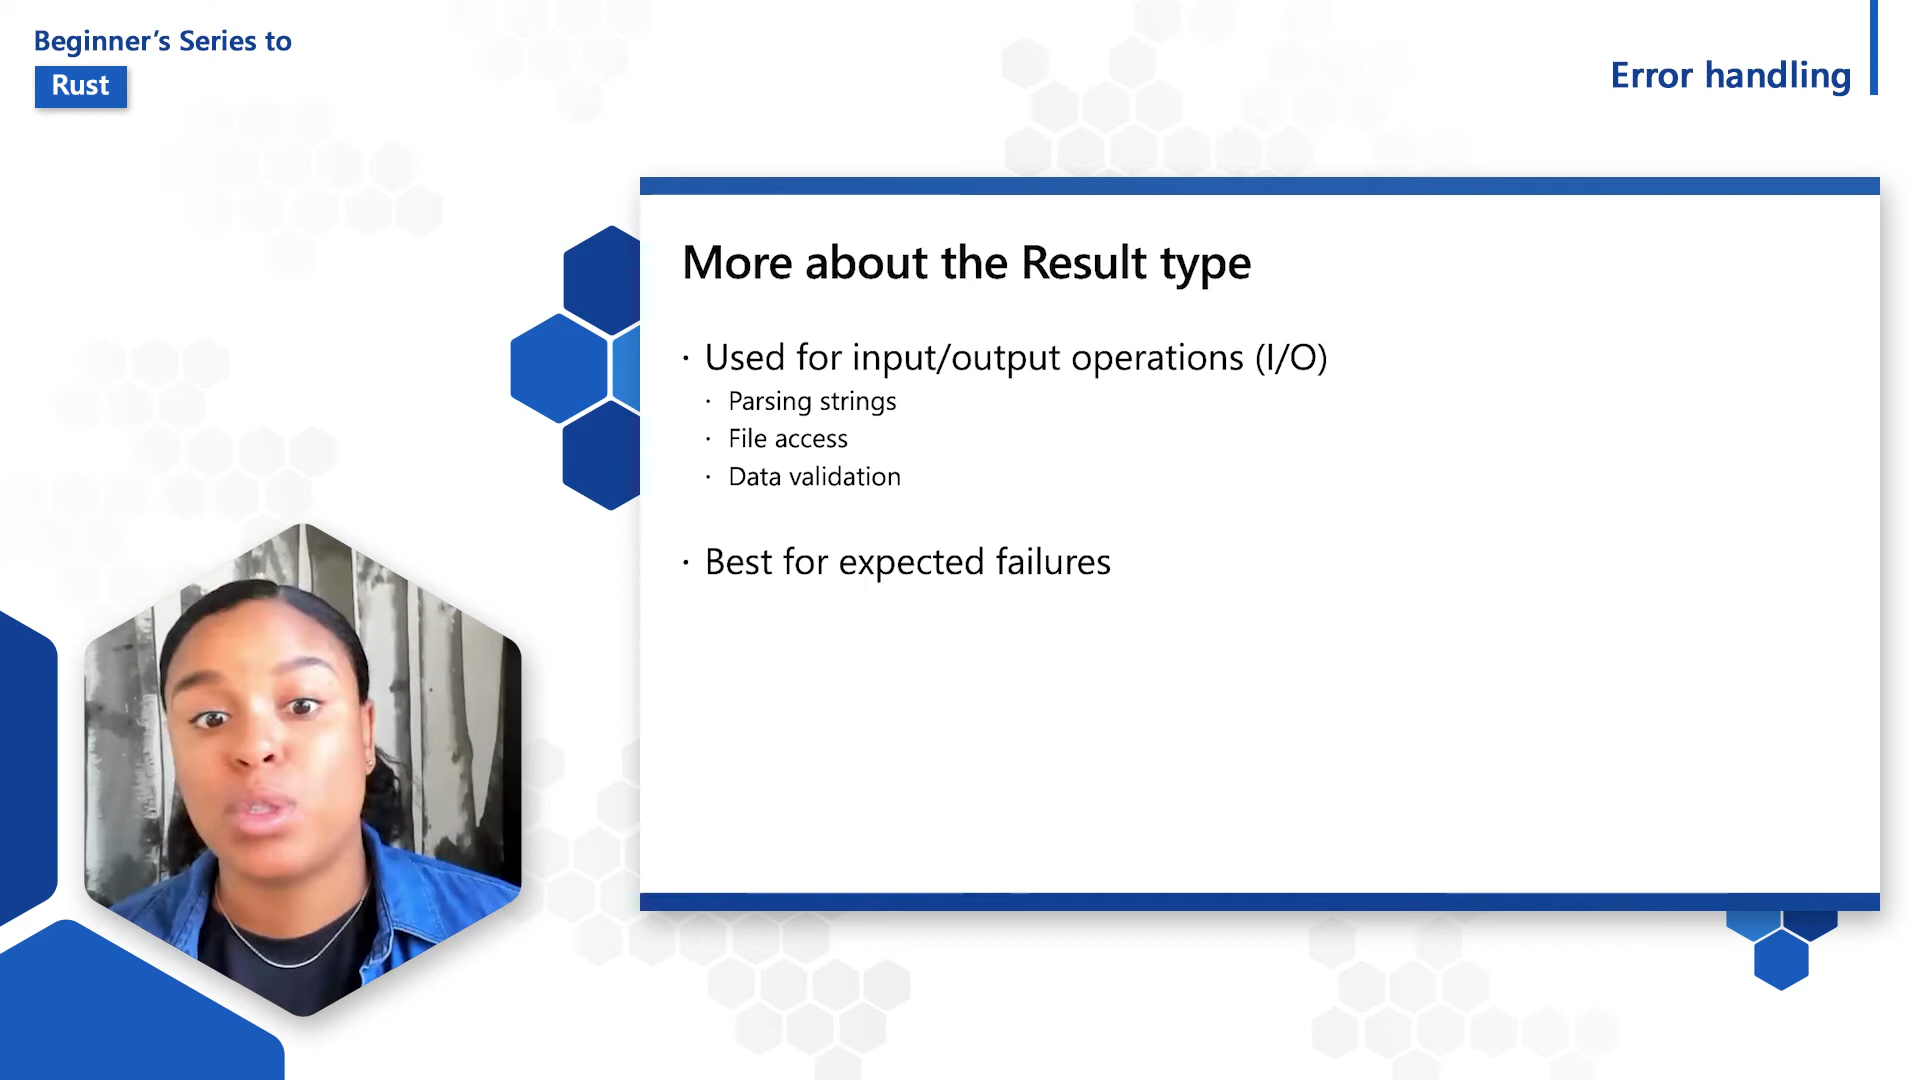 Beginner’s Series to
Rust
Error handling
More about the Result type
· Used for input/output operations (I/O)
· Parsing strings
· File access
· Data validation
· Best for expected failures